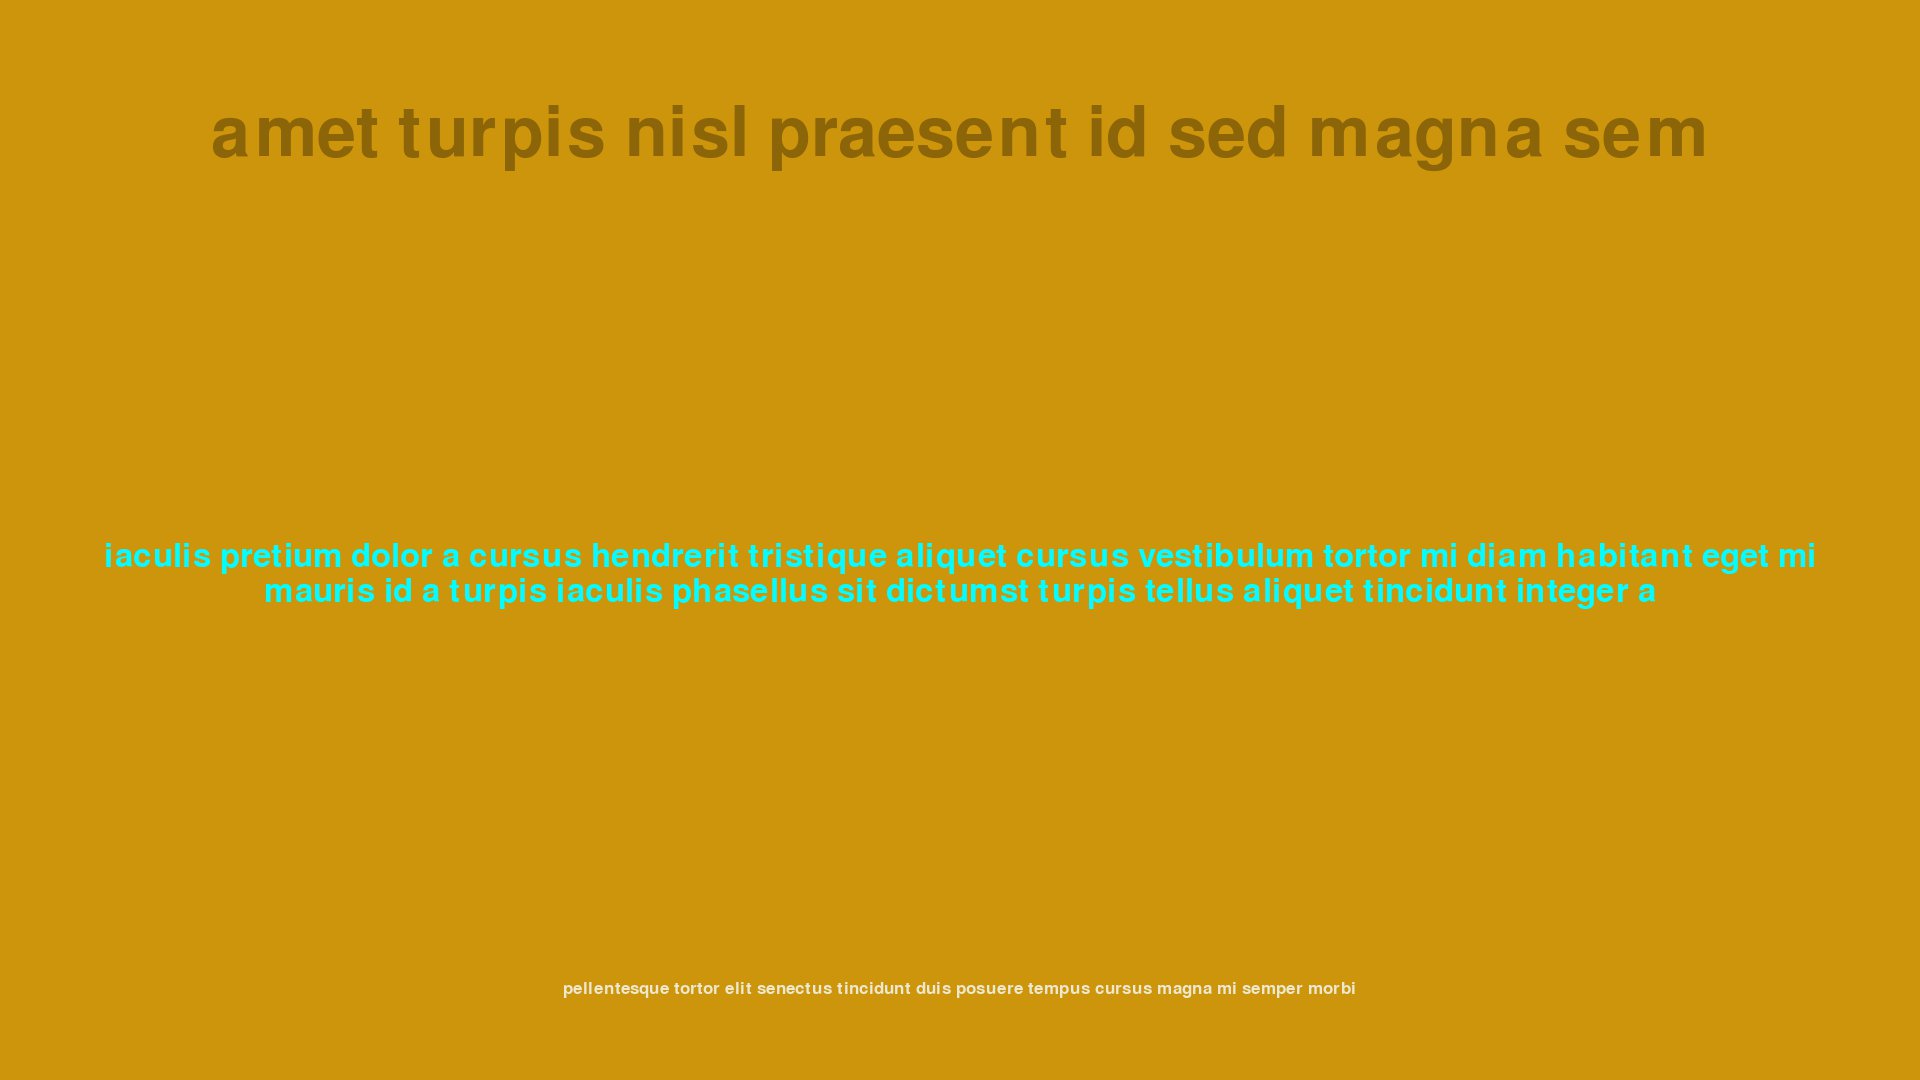 amet turpis nisl praesent id sed magna sem
iaculis pretium dolor a cursus hendrerit tristique aliquet cursus vestibulum tortor mi diam habitant eget mi
mauris id a turpis iaculis phasellus sit dictumst turpis tellus aliquet tincidunt integer a
pellentesque tortor elit senectus tincidunt duis posuere tempus cursus magna mi semper morbi